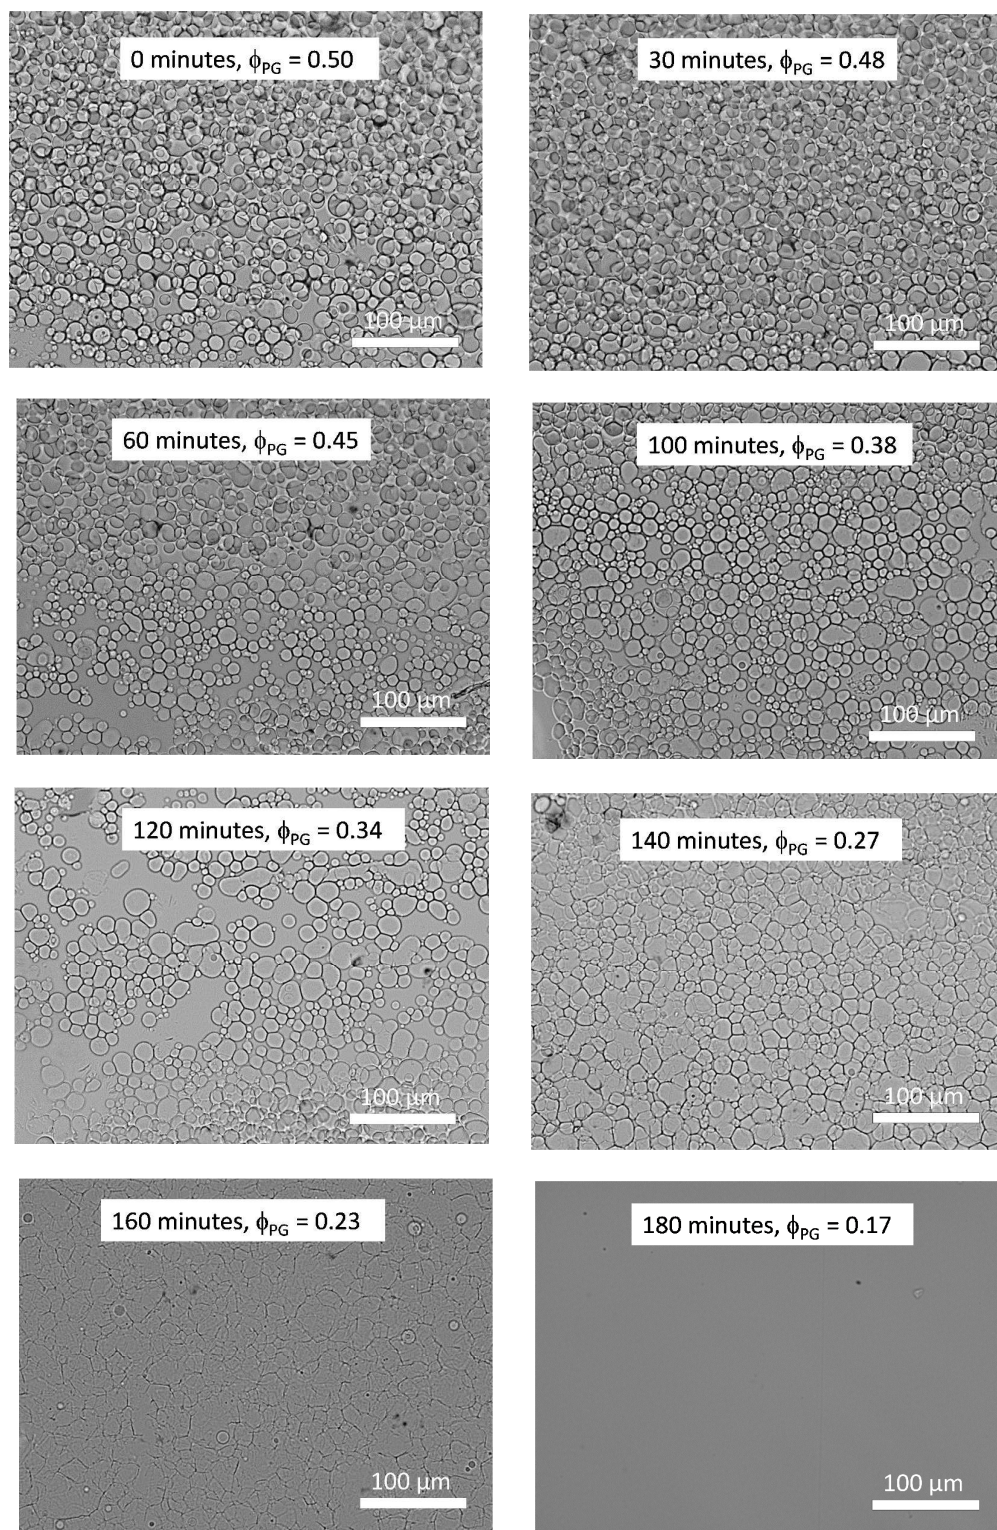 0 minutes, ϕPG = 0.50
100 µm
30 minutes, ϕPG = 0.48
100 µm
60 minutes, ϕPG = 0.45
100 µm
100 minutes, ϕPG = 0.38
100 µm
120 minutes, ϕPG = 0.34
100 µm
140 minutes, ϕPG = 0.27
100 µm
160 minutes, ϕPG = 0.23
100 µm
180 minutes, ϕPG = 0.17
100 µm